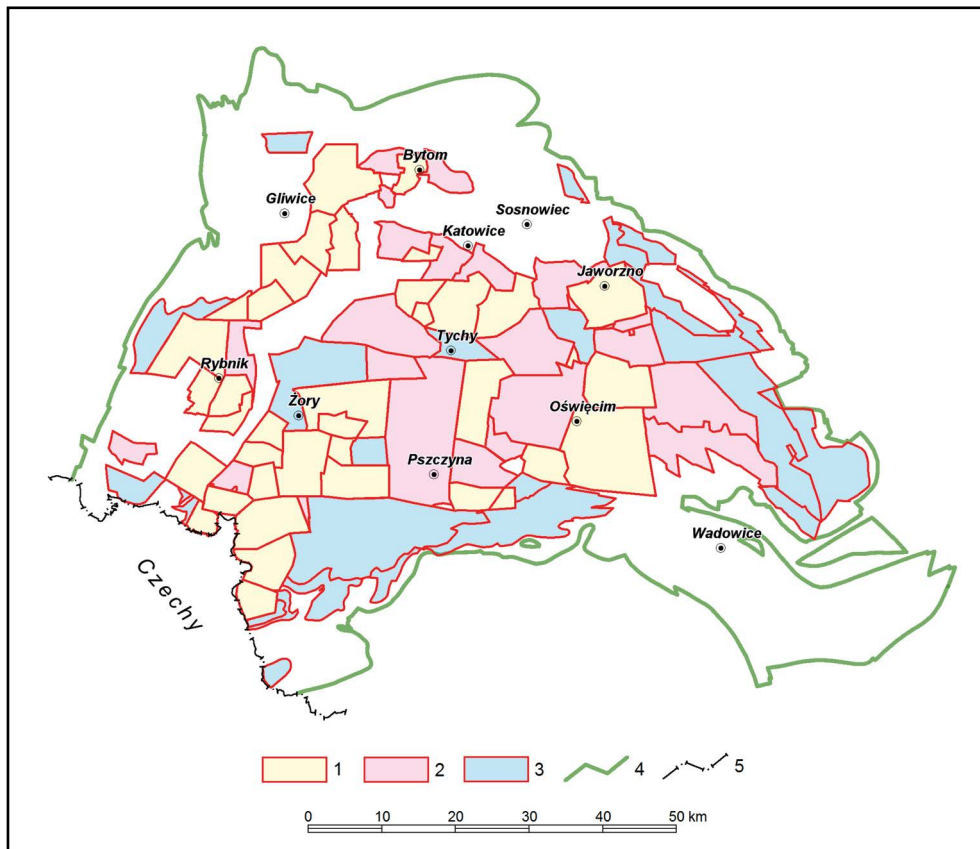 Bytom
Gliwice
Sosnowiec
Katowice
Jaworzno
Tychy
Rybnik
Żory
Oświęcim
Pszczyna
Wadowice
Czechy
1 2 3 4 5
0 10 20 30 40 50 km